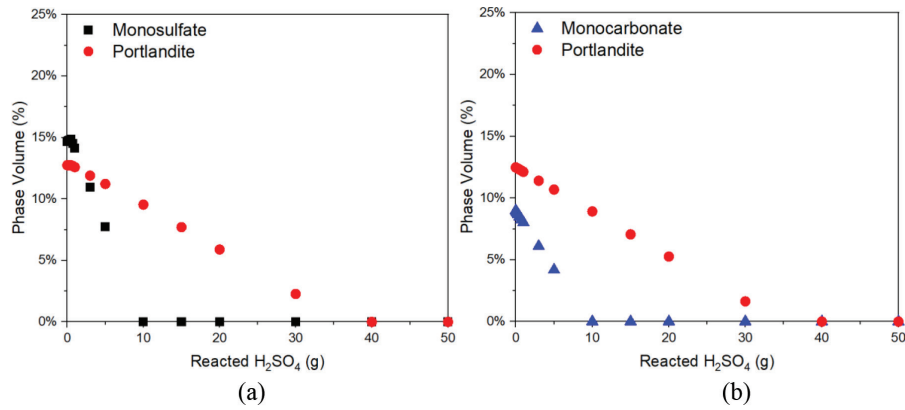 25%
20%
15%
10%
5%
0%
Phase Volume (%)
Monosulfate
Portlandite
0 10 20 30 40 50
Reacted H₂SO₄ (g)
(a)
25%
20%
15%
10%
5%
0%
Phase Volume (%)
Monocarbonate
Portlandite
0 10 20 30 40 50
Reacted H₂SO₄ (g)
(b)